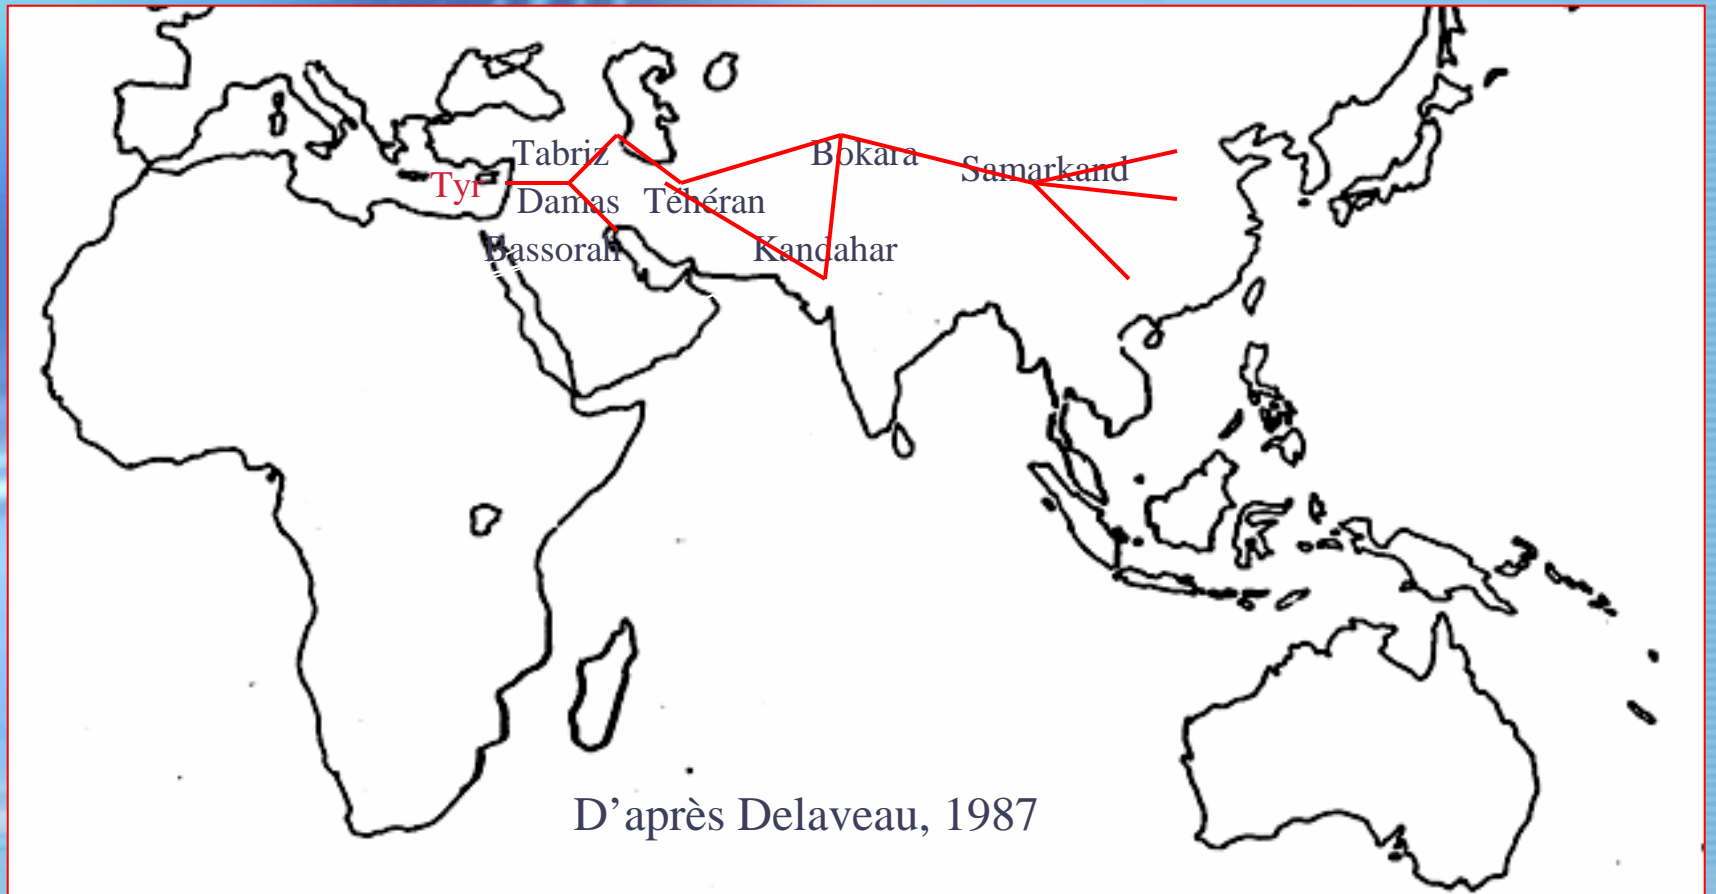 Tabriz
Bokara
Samarkand
Tyr
Damas
Téhéran
Bassorah
Kandahar
D’après Delaveau, 1987